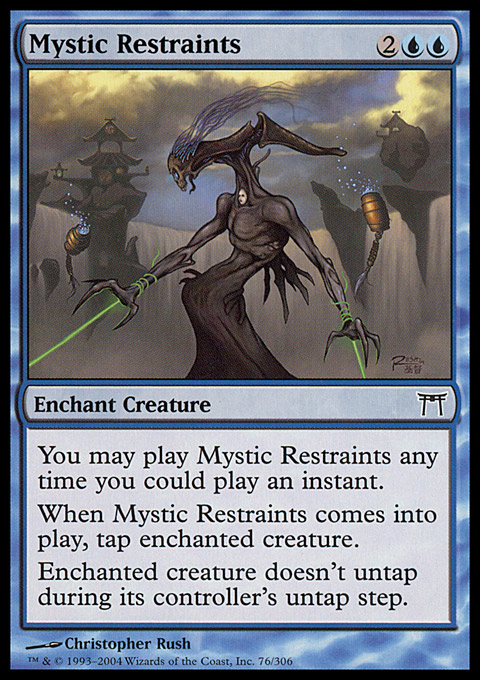 Mystic Restraints 2
Enchant Creature
You may play Mystic Restraints any
time you could play an instant.
When Mystic Restraints comes into
play, tap enchanted creature.
Enchanted creature doesn't untap
during its controller's untap step.
Christopher Rush
™ & © 1993–2004 Wizards of the Coast, Inc. 76/306